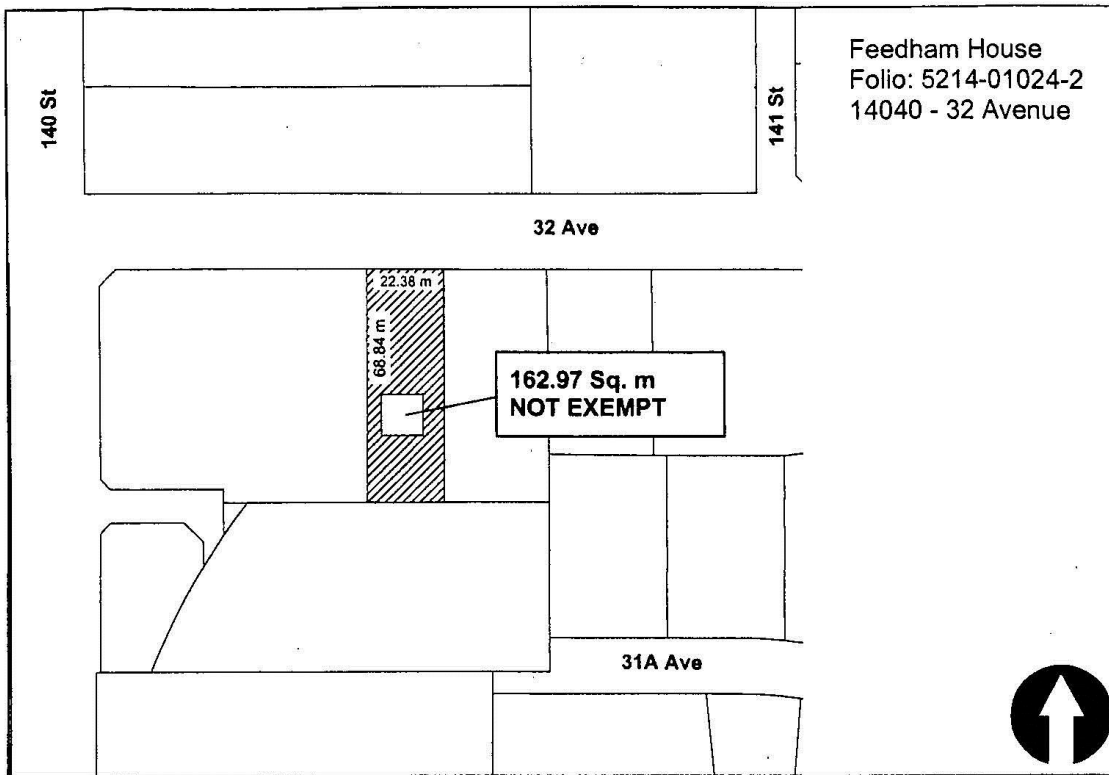 Feedham House
Folio: 5214-01024-2
14040 - 32 Avenue
140 St
141 St
32 Ave
22.38 m
68.84 m
162.97 Sq. m
NOT EXEMPT
31A Ave